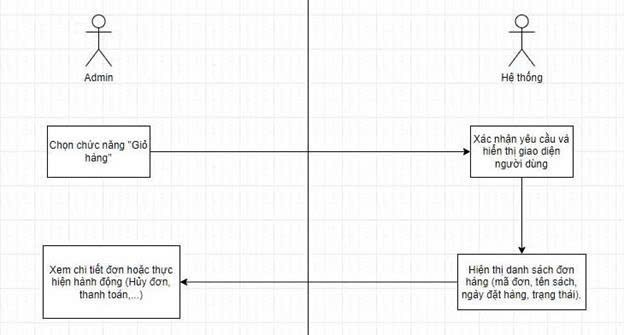 Admin
Hệ thống
Chọn chức năng "Giỏ
hàng"
Xác nhận yêu cầu và
hiển thị giao diện
người dùng
Xem chi tiết đơn hoặc thực
hiện hành động (Hủy đơn,
thanh toán,...)
Hiện thị danh sách đơn
hàng (mã đơn, tên sách,
ngày đặt hàng, trạng thái).